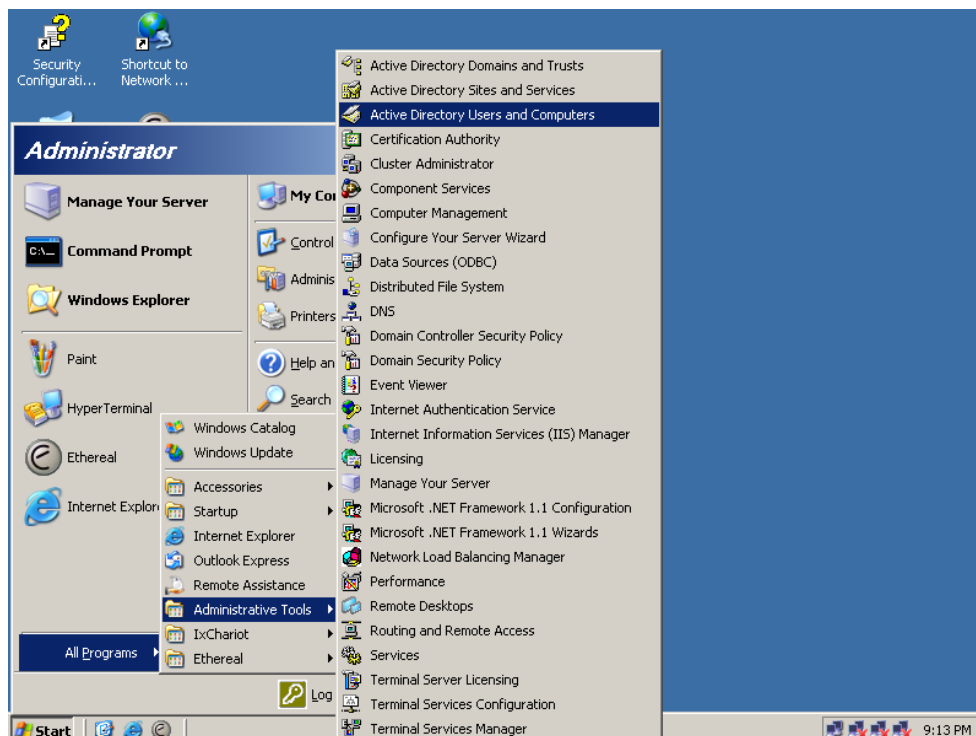 Security
Configurati...
Shortcut to
Network ...
Administrator
Manage Your Server
Command Prompt
Windows Explorer
Paint
HyperTerminal
Ethereal
Internet Explor
My Co
Control
Adminis
Printers
Help an
Search
Log
All Programs
Windows Catalog
Windows Update
Accessories
Startup
Internet Explorer
Outlook Express
Remote Assistance
Administrative Tools
IxChariot
Ethereal
Active Directory Domains and Trusts
Active Directory Sites and Services
Active Directory Users and Computers
Certification Authority
Cluster Administrator
Component Services
Computer Management
Configure Your Server Wizard
Data Sources (ODBC)
Distributed File System
DNS
Domain Controller Security Policy
Domain Security Policy
Event Viewer
Internet Authentication Service
Internet Information Services (IIS) Manager
Licensing
Manage Your Server
Microsoft .NET Framework 1.1 Configuration
Microsoft .NET Framework 1.1 Wizards
Network Load Balancing Manager
Performance
Remote Desktops
Routing and Remote Access
Services
Terminal Server Licensing
Terminal Services Configuration
Terminal Services Manager
Start
9:13 PM